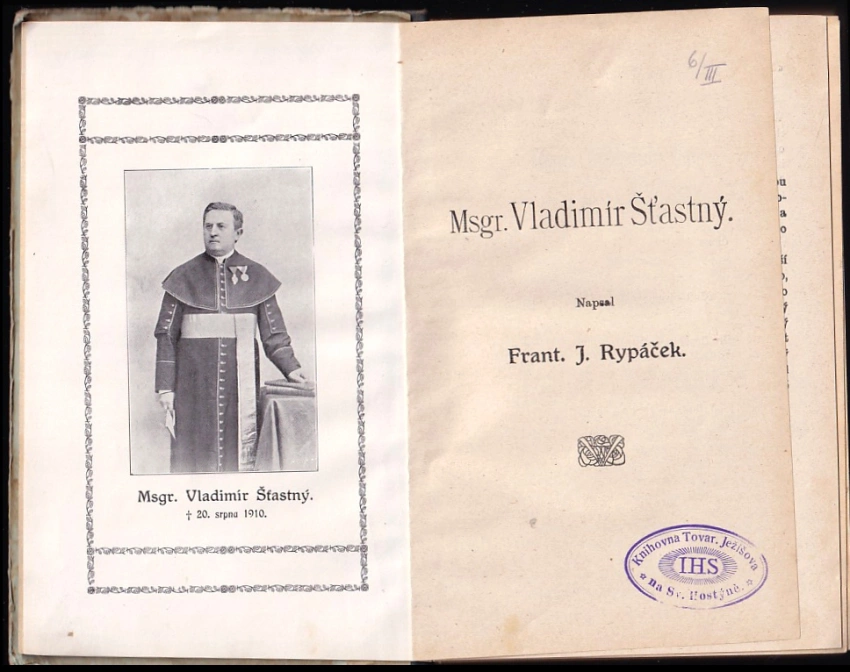 Msgr. Vladimír Šťastný.
† 20. srpna 1910.
6/III
Msgr. Vladimír Šťastný.
Napsal
Frant. J. Rypáček.
Knihovna Tovar. Ježíšova
IHS
* na Sv. Hostýně. *